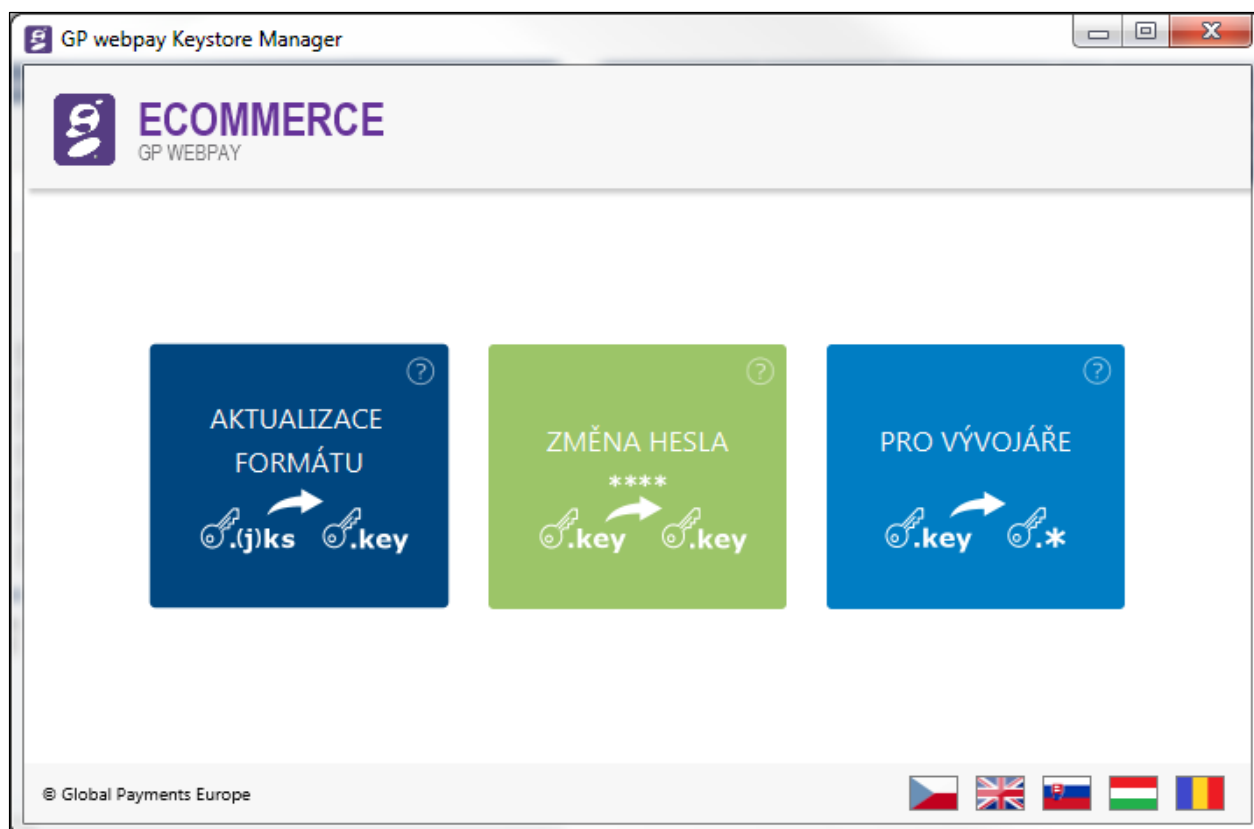 GP webpay Keystore Manager
ECOMMERCE
GP WEBPAY
?
AKTUALIZACE
FORMÁTU
.(j)ks .key
?
ZMĚNA HESLA
****
.key .key
?
PRO VÝVOJÁŘE
.key .*
© Global Payments Europe